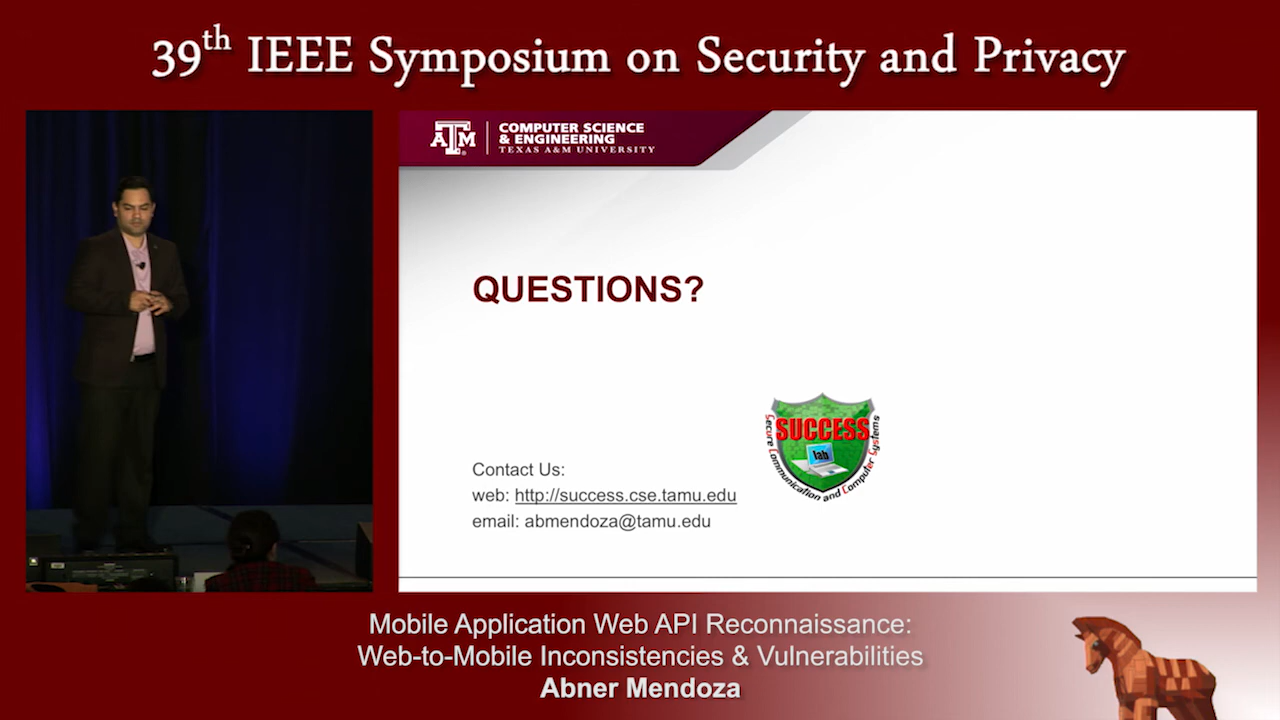 39th IEEE Symposium on Security and Privacy
ATM
COMPUTER SCIENCE
& ENGINEERING
TEXAS A&M UNIVERSITY
QUESTIONS?
SUCCESS
lab
Secure Communication and Computer Systems
Contact Us:
web: http://success.cse.tamu.edu
email: abmendoza@tamu.edu
Mobile Application Web API Reconnaissance:
Web-to-Mobile Inconsistencies & Vulnerabilities
Abner Mendoza